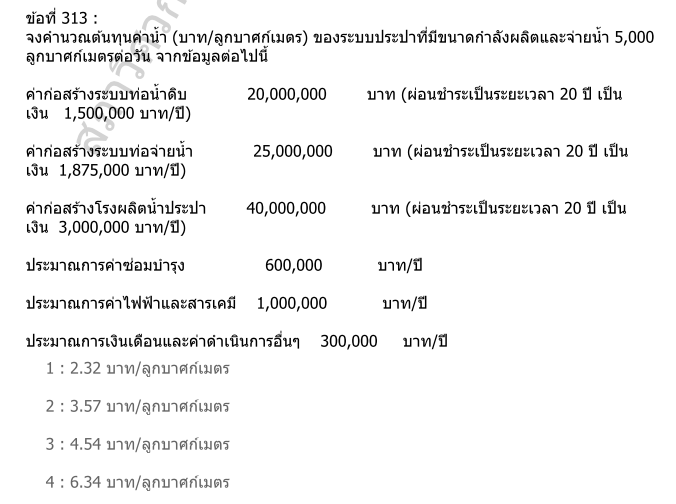 ข้อที่ 313 :
จงคำนวณต้นทุนค่าน้ำ (บาท/ลูกบาศก์เมตร) ของระบบประปาที่มีขนาดกำลังผลิตและจ่ายน้ำ 5,000
ลูกบาศก์เมตรต่อวัน จากข้อมูลต่อไปนี้
ค่าก่อสร้างระบบท่อน้ำดิบ 20,000,000 บาท (ผ่อนชำระเป็นระยะเวลา 20 ปี เป็น
เงิน 1,500,000 บาท/ปี)
ค่าก่อสร้างระบบท่อจ่ายน้ำ 25,000,000 บาท (ผ่อนชำระเป็นระยะเวลา 20 ปี เป็น
เงิน 1,875,000 บาท/ปี)
ค่าก่อสร้างโรงผลิตน้ำประปา 40,000,000 บาท (ผ่อนชำระเป็นระยะเวลา 20 ปี เป็น
เงิน 3,000,000 บาท/ปี)
ประมาณการค่าซ่อมบำรุง 600,000 บาท/ปี
ประมาณการค่าไฟฟ้าและสารเคมี 1,000,000 บาท/ปี
ประมาณการเงินเดือนและค่าดำเนินการอื่นๆ 300,000 บาท/ปี
1 : 2.32 บาท/ลูกบาศก์เมตร
2 : 3.57 บาท/ลูกบาศก์เมตร
3 : 4.54 บาท/ลูกบาศก์เมตร
4 : 6.34 บาท/ลูกบาศก์เมตร